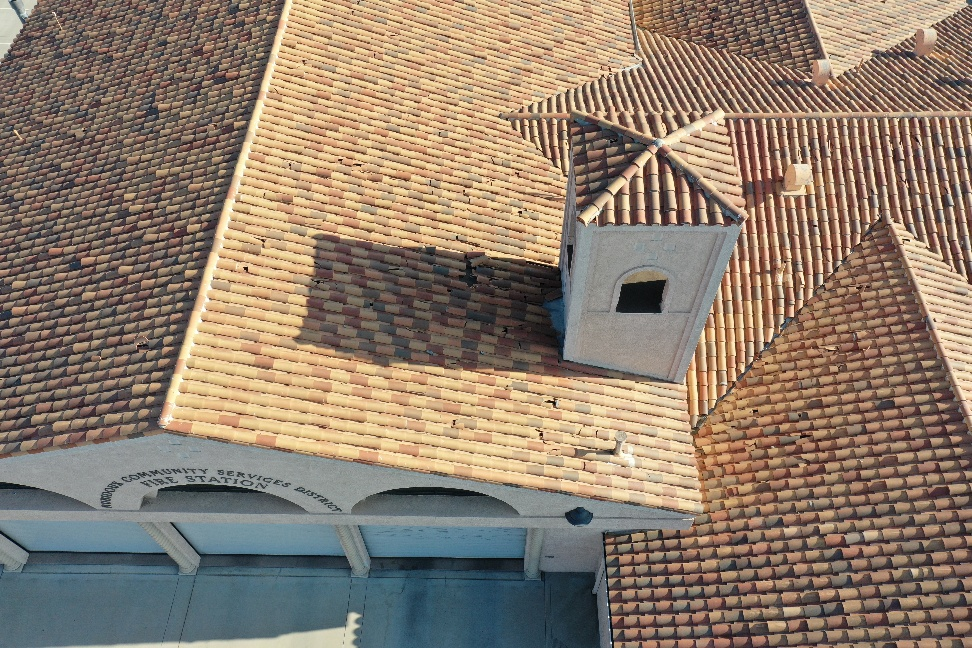 COMMUNITY SERVICES DISTRICT
FIRE STATION